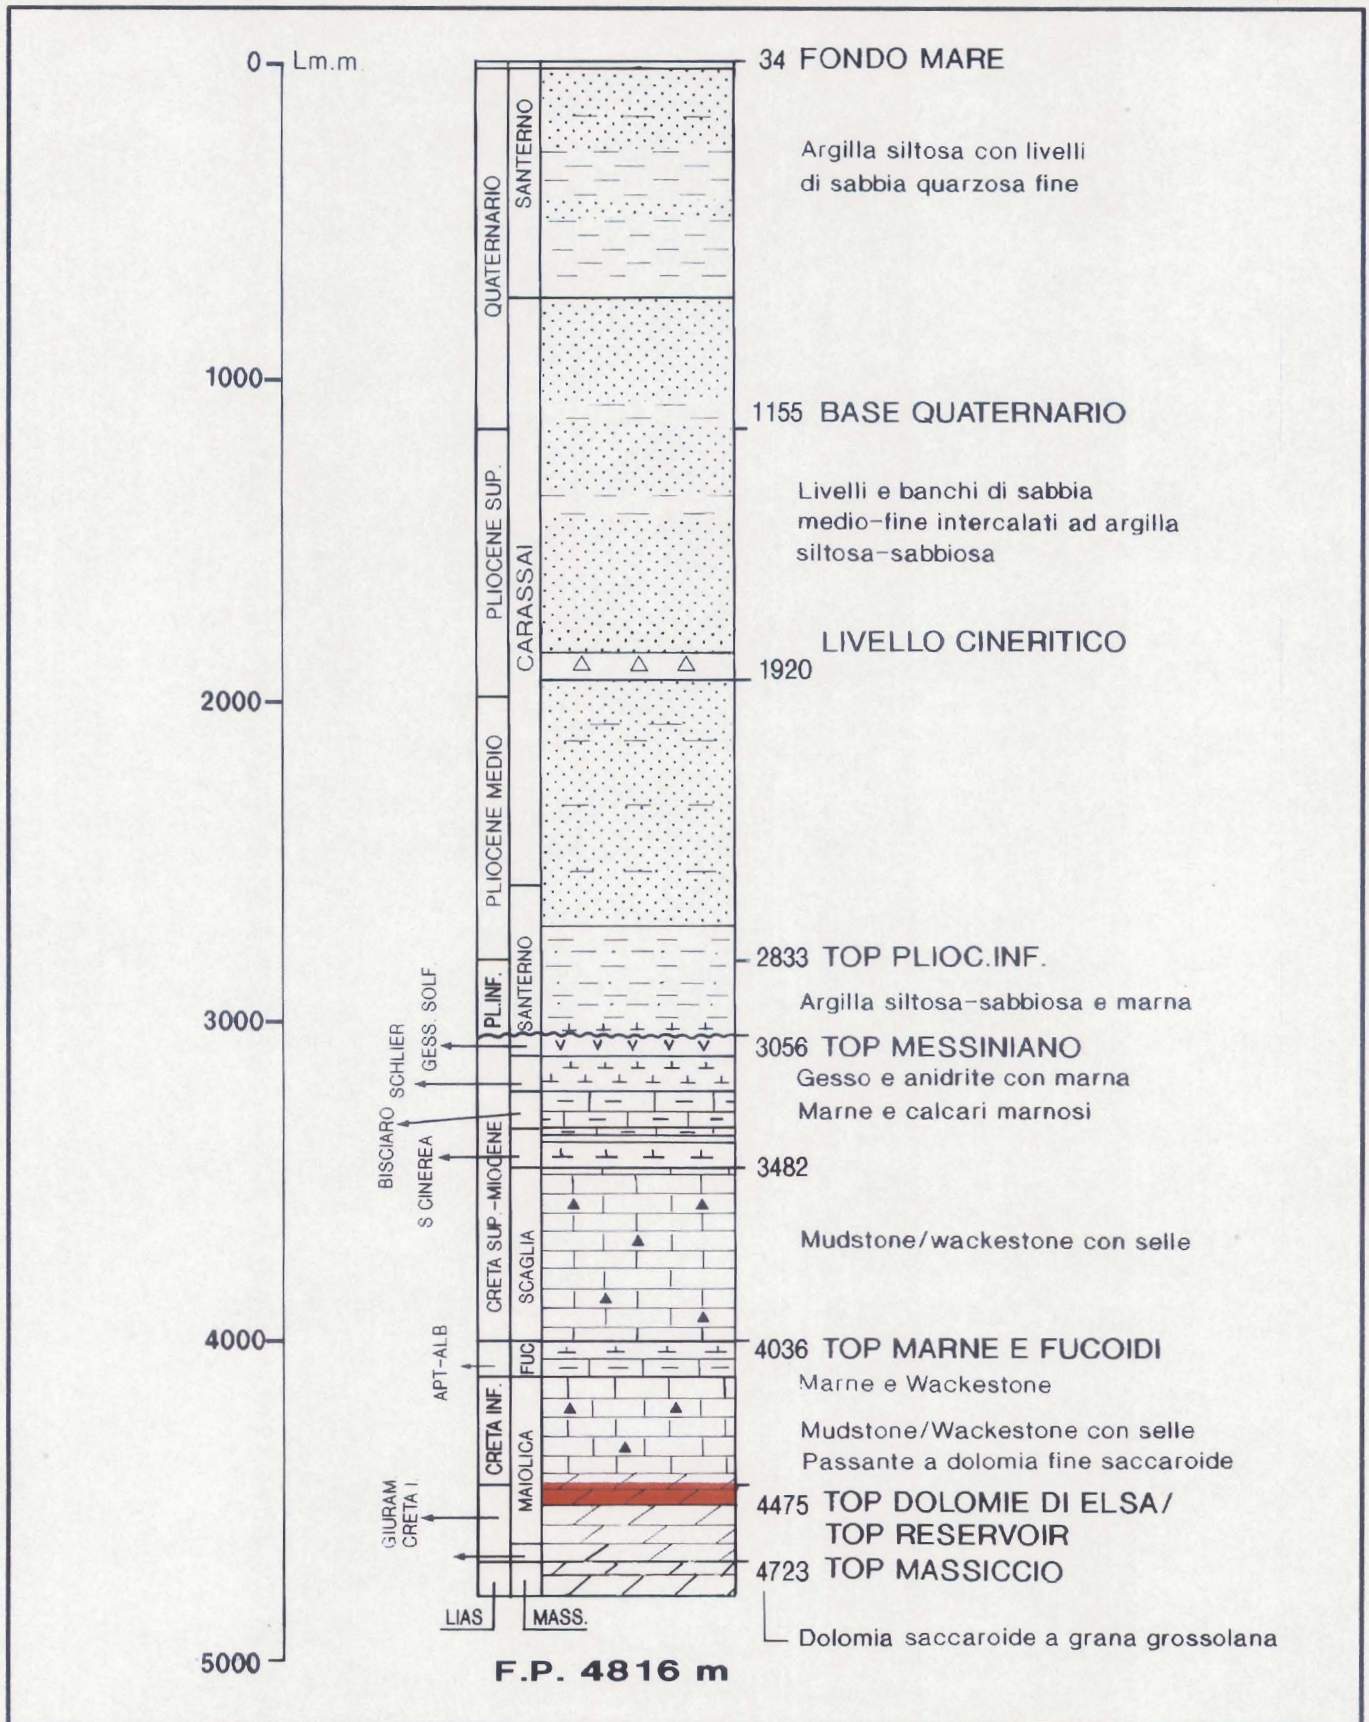 0 Lm.m.
34 FONDO MARE
Argilla siltosa con livelli
di sabbia quarzosa fine
QUATERNARIO
SANTERNO
1000
1155 BASE QUATERNARIO
Livelli e banchi di sabbia
medio-fine intercalati ad argilla
siltosa-sabbiosa
PLIOCENE SUP.
CARASSAI
LIVELLO CINERITICO
1920
2000
PLIOCENE MEDIO
2833 TOP PLIOC.INF.
Argilla siltosa-sabbiosa e marna
PL.INF.
SANTERNO
3000
3056 TOP MESSINIANO
Gesso e anidrite con marna
Marne e calcari marnosi
GESS. SOLF.
SCHLIER
BISCIARO
S CINEREA
3482
CRETA SUP.-MIOCENE
SCAGLIA
Mudstone/wackestone con selle
4000
4036 TOP MARNE E FUCOIDI
Marne e Wackestone
APT-ALB
FUC
CRETA INF.
MAIOLICA
Mudstone/Wackestone con selle
Passante a dolomia fine saccaroide
GIURAM.
CRETA I.
4475 TOP DOLOMIE DI ELSA/
TOP RESERVOIR
4723 TOP MASSICCIO
LIAS
MASS.
Dolomia saccaroide a grana grossolana
5000
F.P. 4816 m